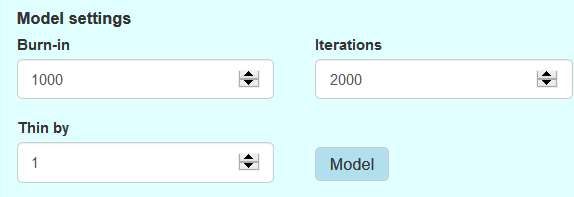 Model settings
Burn-in
Iterations
1000
2000
Thin by
1
Model